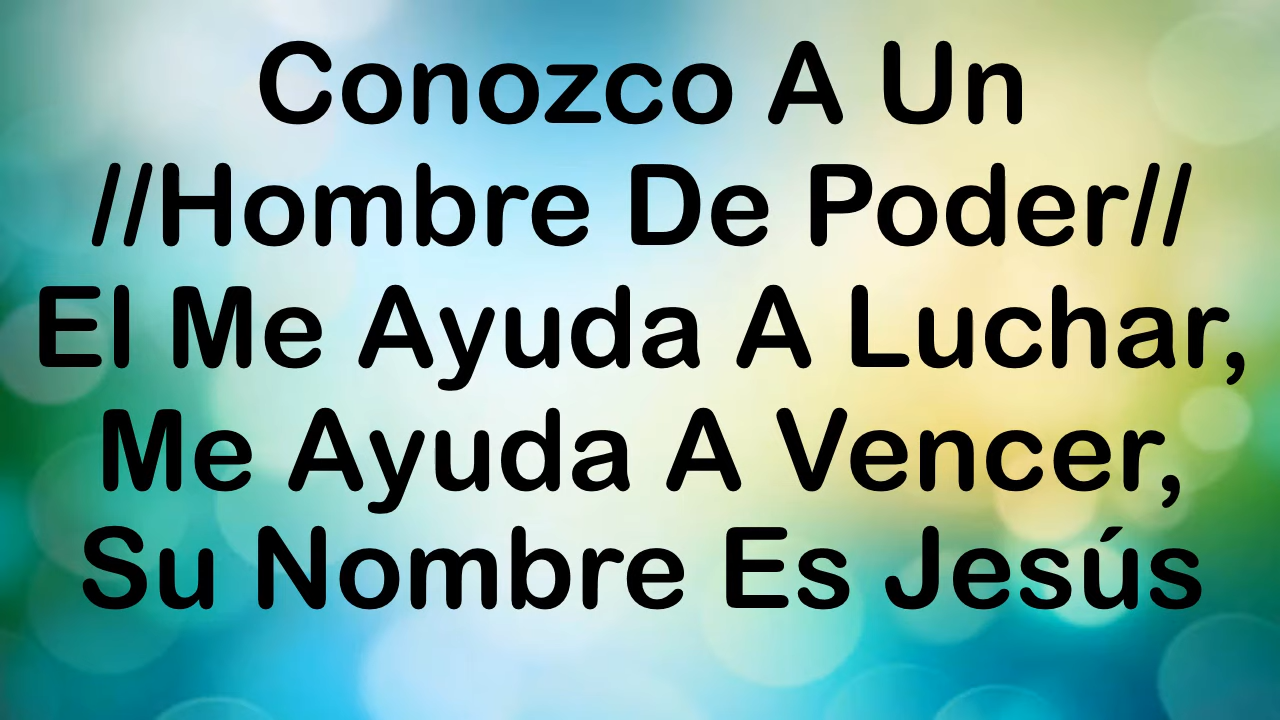 Conozco A Un
//Hombre De Poder//
El Me Ayuda A Luchar,
Me Ayuda A Vencer,
Su Nombre Es Jesús